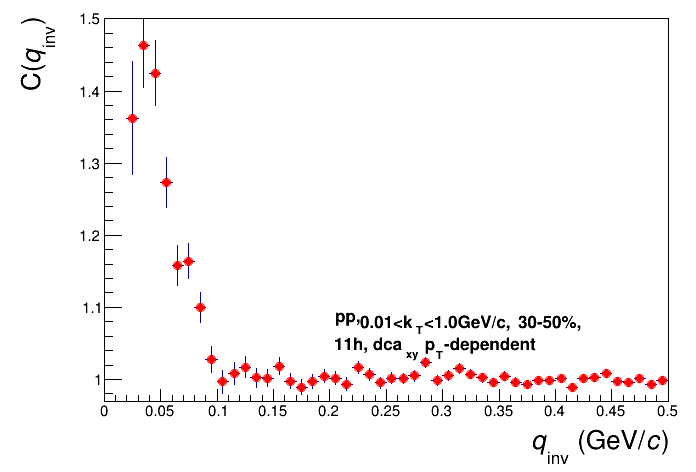 C(q_inv)
1.5
1.4
1.3
1.2
1.1
1
pp, 0.01<k_T<1.0GeV/c, 30-50%,
11h, dca_xy p_T-dependent
0 0.05 0.1 0.15 0.2 0.25 0.3 0.35 0.4 0.45 0.5
q_inv (GeV/c)